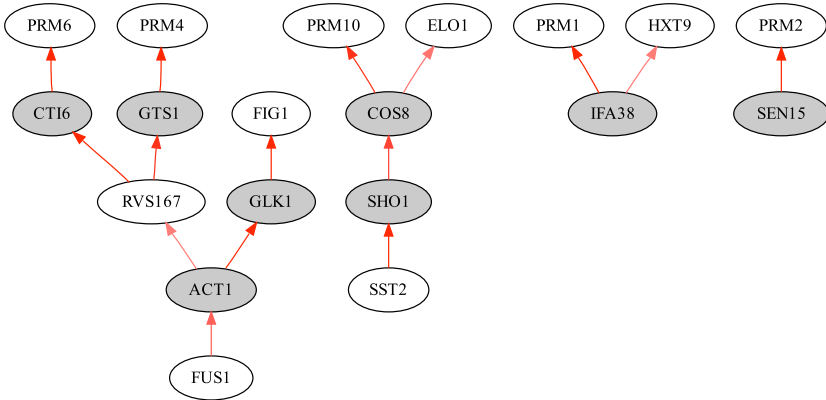 PRM6
PRM4
PRM10
ELO1
PRM1
HXT9
PRM2
CTI6
GTS1
FIG1
COS8
IFA38
SEN15
RVS167
GLK1
SHO1
ACT1
SST2
FUS1